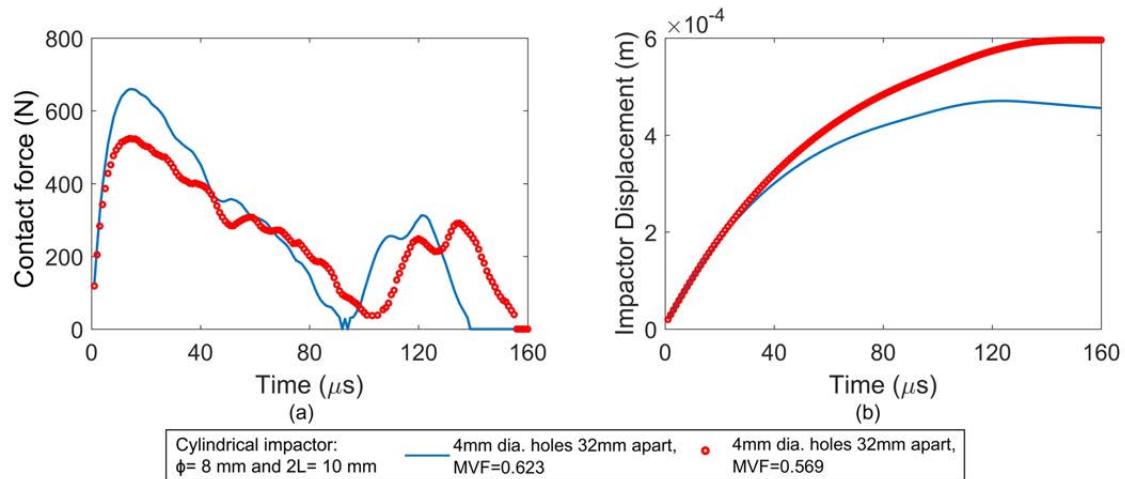 800
600
400
200
0
Contact force (N)
0 40 80 120 160
Time (μs)
(a)
×10⁻⁴
6
4
2
0
Impactor Displacement (m)
0 40 80 120 160
Time (μs)
(b)
Cylindrical impactor:
ϕ= 8 mm and 2L= 10 mm
4mm dia. holes 32mm apart,
MVF=0.623
4mm dia. holes 32mm apart,
MVF=0.569